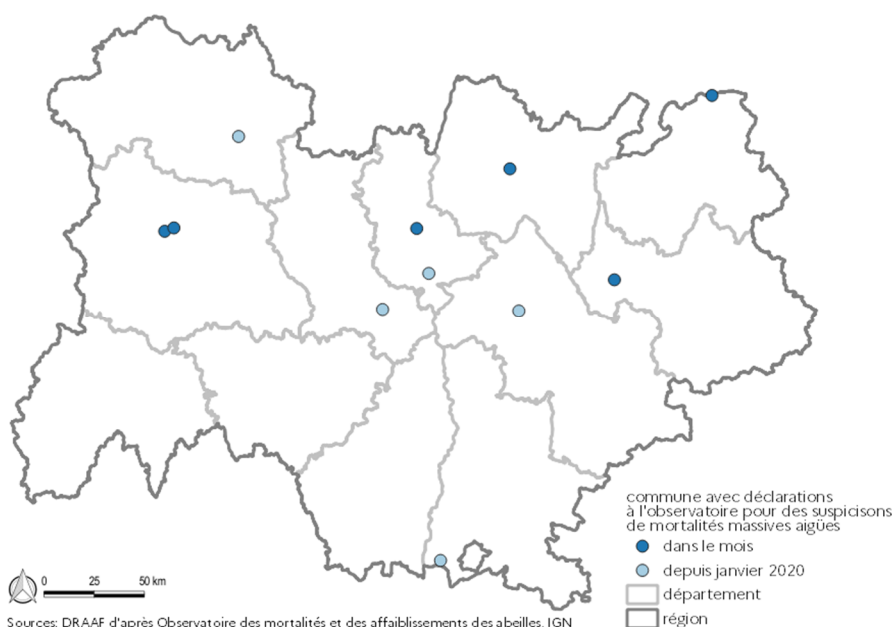 commune avec déclarations
à l'observatoire pour des suspicisons
de mortalités massives aigües
dans le mois
depuis janvier 2020
département
région
0 25 50 km
Sources: DRAAF d'après Observatoire des mortalités et des affaiblissements des abeilles, IGN